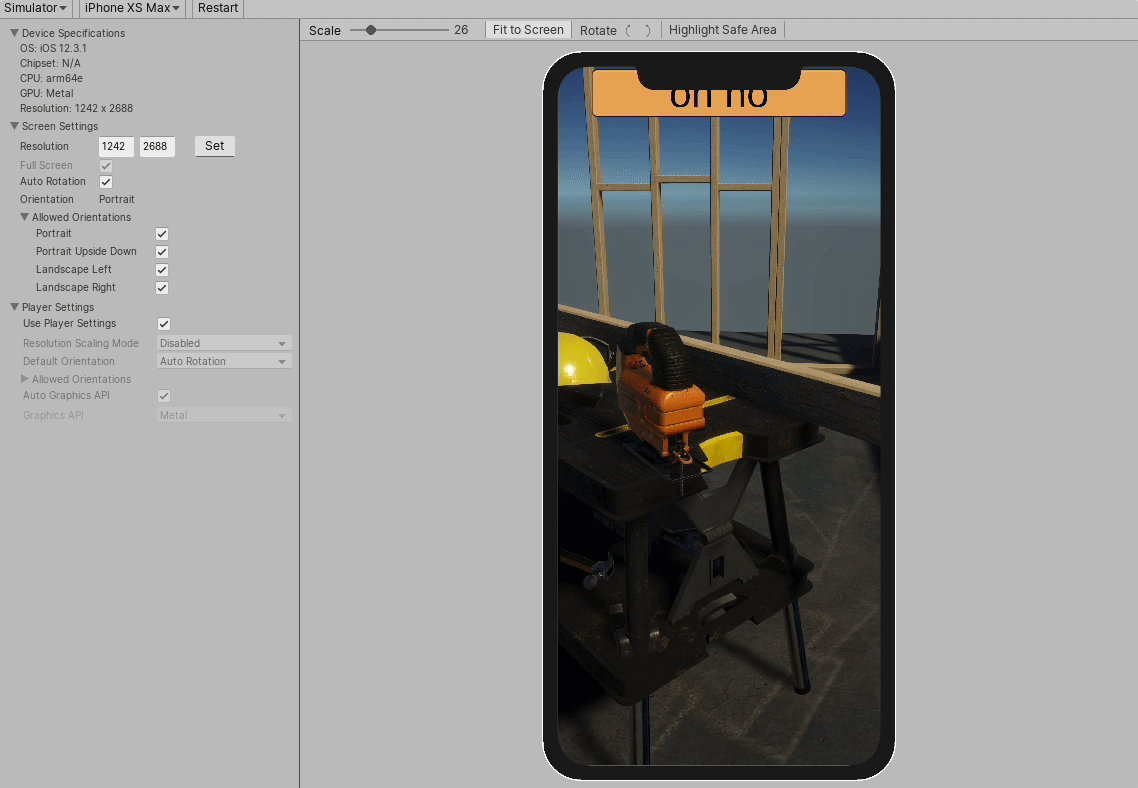 Simulator iPhone XS Max Restart
Scale 26 Fit to Screen Rotate Highlight Safe Area
Device Specifications
OS: iOS 12.3.1
Chipset: N/A
CPU: arm64e
GPU: Metal
Resolution: 1242 x 2688
Screen Settings
Resolution 1242 2688 Set
Full Screen
Auto Rotation
Orientation Portrait
Allowed Orientations
Portrait
Portrait Upside Down
Landscape Left
Landscape Right
Player Settings
Use Player Settings
Resolution Scaling Mode Disabled
Default Orientation Auto Rotation
Allowed Orientations
Auto Graphics API
Graphics API Metal
oh no